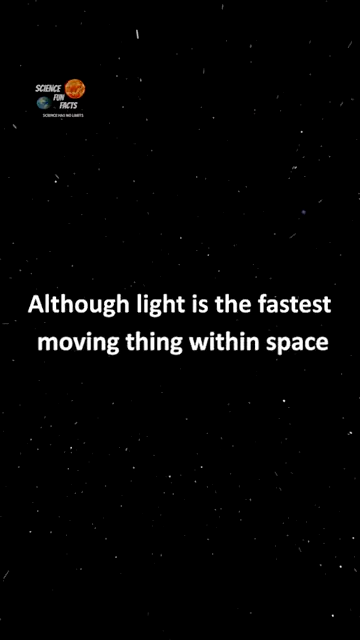 SCIENCE
FUN
FACTS
SCIENCE HAS NO LIMITS
Although light is the fastest
moving thing within space